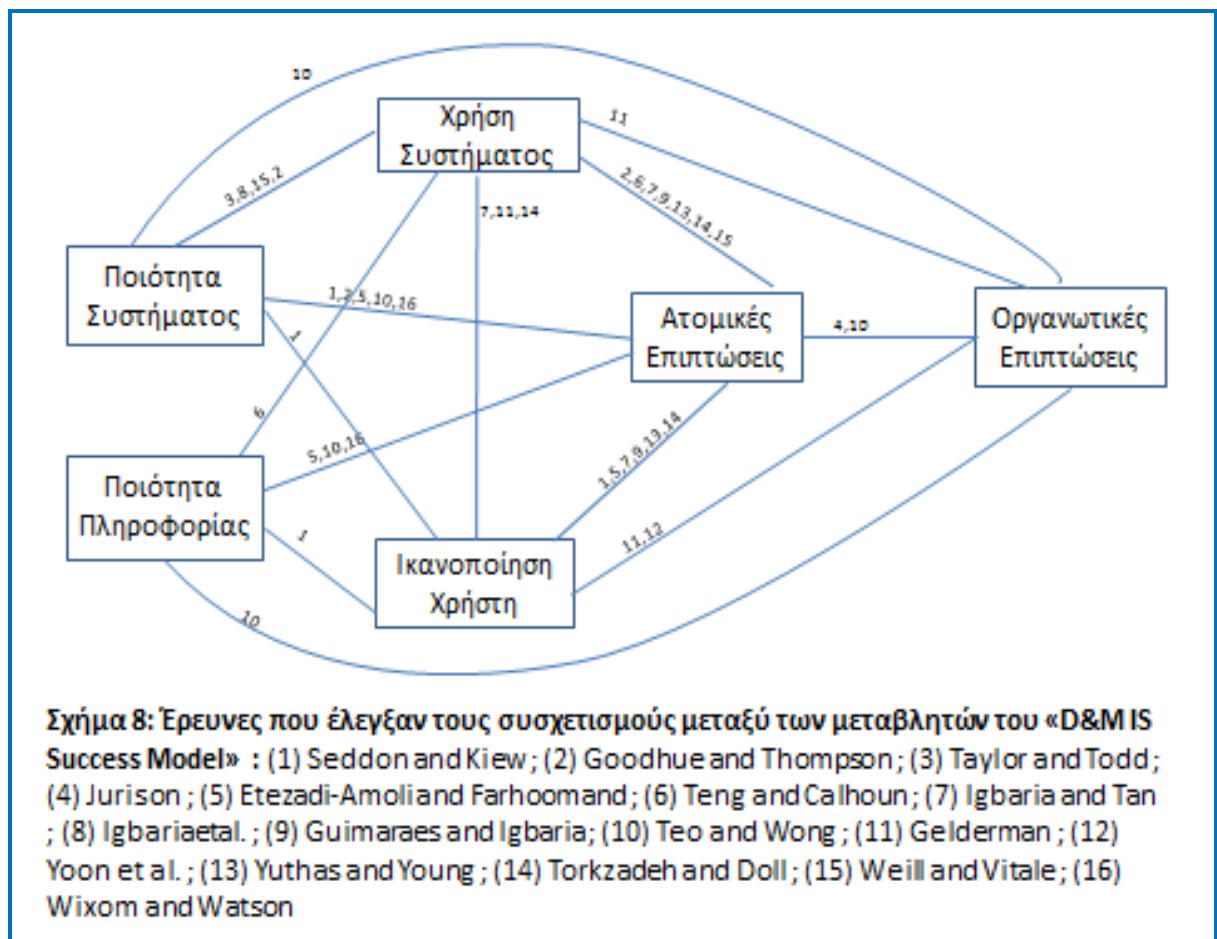 10
Χρήση
Συστήματος
11
3,8,15,2
2,6,7,9,13,14,15
7,11,14
Ποιότητα
Συστήματος
1,2,5,10,16
Ατομικές
Επιπτώσεις
4,10
Οργανωτικές
Επιπτώσεις
1
6
5,10,16
1,5,7,9,13,14
Ποιότητα
Πληροφορίας
1
11,12
Ικανοποίηση
Χρήστη
10
Σχήμα 8: Έρευνες που έλεγξαν τους συσχετισμούς μεταξύ των μεταβλητών του «D&M IS
Success Model» : (1) Seddon and Kiew ; (2) Goodhue and Thompson ; (3) Taylor and Todd ;
(4) Jurison ; (5) Etezadi-Amoli and Farhoomand ; (6) Teng and Calhoun ; (7) Igbaria and Tan
; (8) Igbariaetal. ; (9) Guimaraes and Igbaria; (10) Teo and Wong ; (11) Gelderman ; (12)
Yoon et al. ; (13) Yuthas and Young ; (14) Torkzadeh and Doll ; (15) Weill and Vitale ; (16)
Wixom and Watson